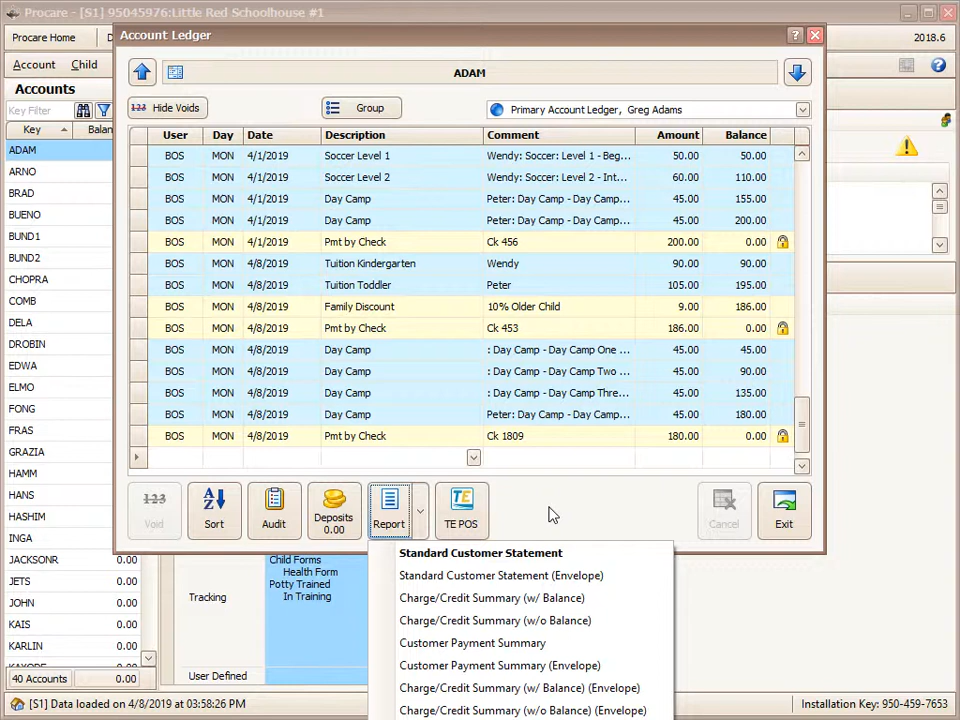 Procare - [S1] 95045976:Little Red Schoolhouse #1
Procare Home
2018.6
Account Child
Accounts
Key Filter
Key Balan
ADAM
ARNO
BRAD
BUENO
BUND1
BUND2
CHOPRA
COMB
DELA
DROBIN
EDWA
ELMO
FONG
FRAS
GRAZIA
HAMM
HANS
HASHIM
INGA
JACKSONR 0.00
JETS 0.00
JOHN 0.00
KAIS 0.00
KARLIN 0.00
KAYODE 0.00
40 Accounts 0.00
Account Ledger
ADAM
123 Hide Voids
Group
Primary Account Ledger, Greg Adams
User Day Date Description Comment Amount Balance
BOS MON 4/1/2019 Soccer Level 1 Wendy: Soccer: Level 1 - Beg... 50.00 50.00
BOS MON 4/1/2019 Soccer Level 2 Wendy: Soccer: Level 2 - Int... 60.00 110.00
BOS MON 4/1/2019 Day Camp Peter: Day Camp - Day Camp... 45.00 155.00
BOS MON 4/1/2019 Day Camp Peter: Day Camp - Day Camp... 45.00 200.00
BOS MON 4/1/2019 Pmt by Check Ck 456 200.00 0.00
BOS MON 4/8/2019 Tuition Kindergarten Wendy 90.00 90.00
BOS MON 4/8/2019 Tuition Toddler Peter 105.00 195.00
BOS MON 4/8/2019 Family Discount 10% Older Child 9.00 186.00
BOS MON 4/8/2019 Pmt by Check Ck 453 186.00 0.00
BOS MON 4/8/2019 Day Camp : Day Camp - Day Camp One ... 45.00 45.00
BOS MON 4/8/2019 Day Camp : Day Camp - Day Camp Two ... 45.00 90.00
BOS MON 4/8/2019 Day Camp : Day Camp - Day Camp Thre... 45.00 135.00
BOS MON 4/8/2019 Day Camp Peter: Day Camp - Day Camp... 45.00 180.00
BOS MON 4/8/2019 Pmt by Check Ck 1809 180.00 0.00
123 Void
A Z Sort
Audit
Deposits 0.00
Report
TE TE POS
Cancel
Exit
Standard Customer Statement
Standard Customer Statement (Envelope)
Charge/Credit Summary (w/ Balance)
Charge/Credit Summary (w/o Balance)
Customer Payment Summary
Customer Payment Summary (Envelope)
Charge/Credit Summary (w/ Balance) (Envelope)
Charge/Credit Summary (w/o Balance) (Envelope)
Child Forms
Health Form
Potty Trained
In Training
Tracking
User Defined
[S1] Data loaded on 4/8/2019 at 03:58:26 PM
Installation Key: 950-459-7653